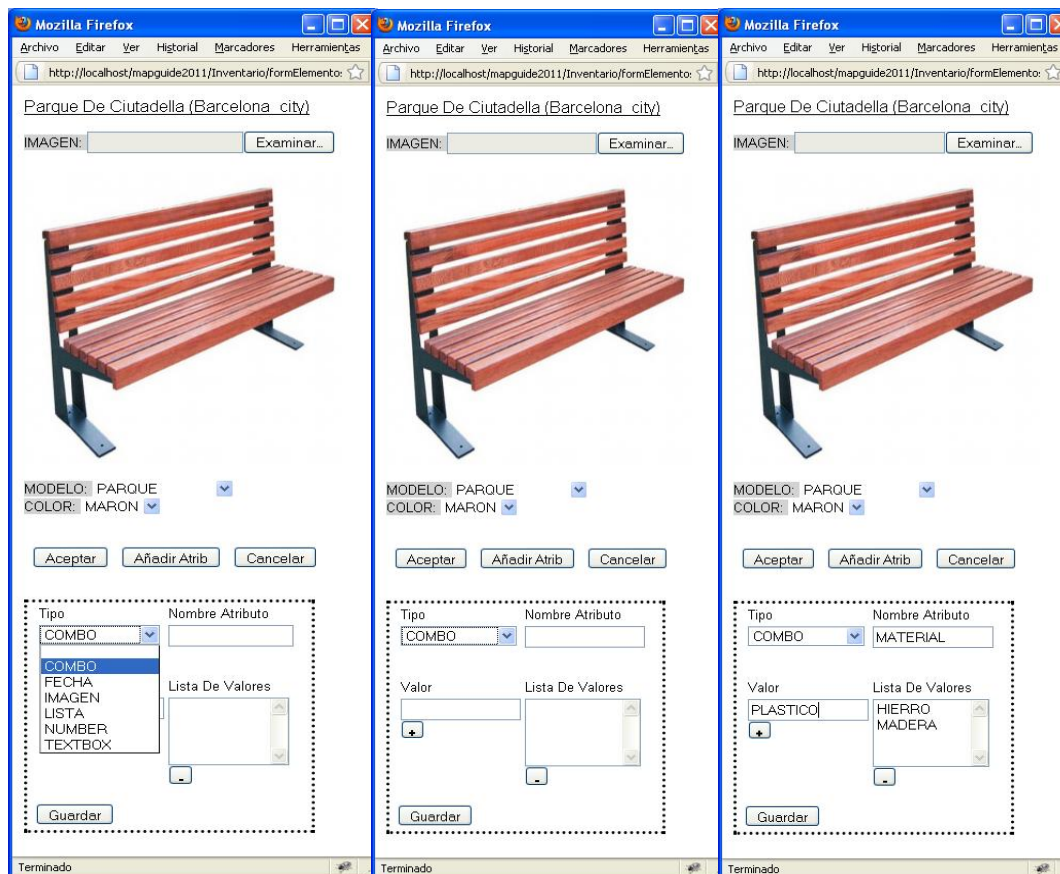 Mozilla Firefox
Archivo Editar Ver Historial Marcadores Herramientas
http://localhost/mapguide2011/Inventario/formElemento:
Parque De Ciutadella (Barcelona city)
IMAGEN: Examinar...
MODELO: PARQUE
COLOR: MARON
Aceptar Añadir Atrib Cancelar
Tipo Nombre Atributo
COMBO
COMBO
FECHA
IMAGEN
LISTA
NUMBER
TEXTBOX
Lista De Valores
-
Guardar
Terminado
Mozilla Firefox
Archivo Editar Ver Historial Marcadores Herramientas
http://localhost/mapguide2011/Inventario/formElemento:
Parque De Ciutadella (Barcelona city)
IMAGEN: Examinar...
MODELO: PARQUE
COLOR: MARON
Aceptar Añadir Atrib Cancelar
Tipo Nombre Atributo
COMBO
Valor Lista De Valores
+
-
Guardar
Terminado
Mozilla Firefox
Archivo Editar Ver Historial Marcadores Herramientas
http://localhost/mapguide2011/Inventario/formElemento:
Parque De Ciutadella (Barcelona city)
IMAGEN: Examinar...
MODELO: PARQUE
COLOR: MARON
Aceptar Añadir Atrib Cancelar
Tipo Nombre Atributo
COMBO MATERIAL
Valor Lista De Valores
PLASTICO HIERRO
+ MADERA
-
Guardar
Terminado